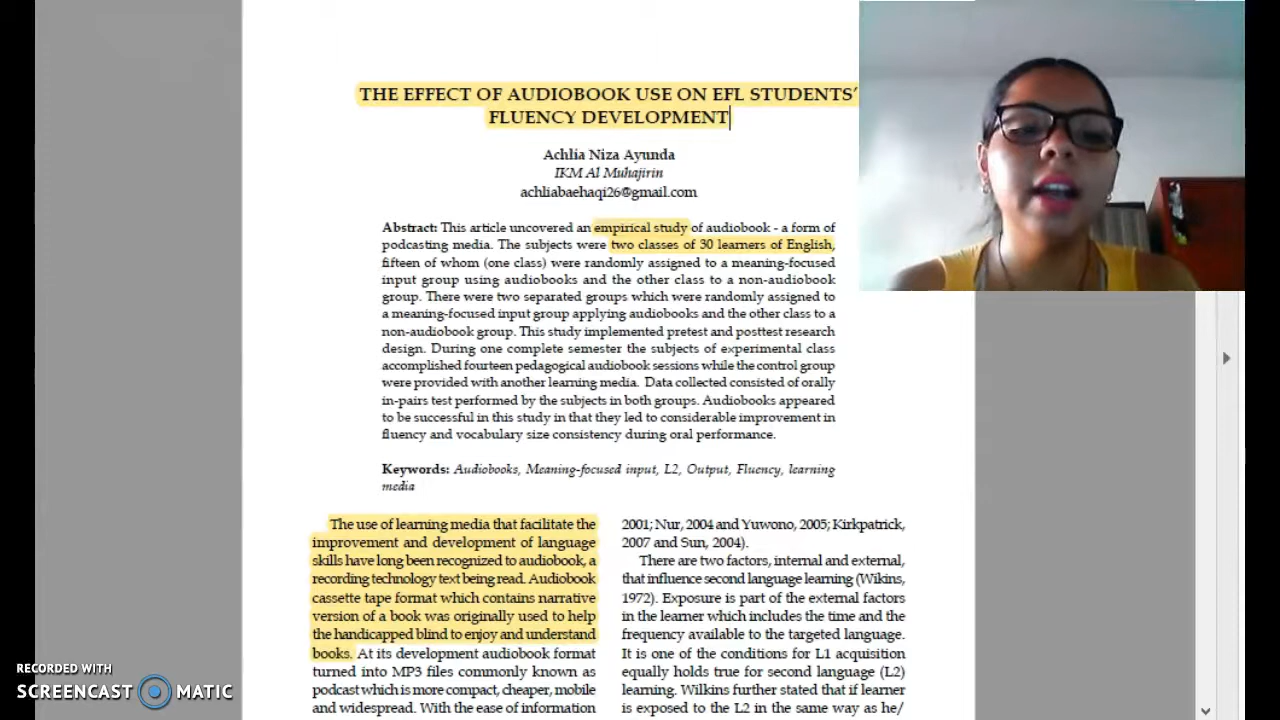 THE EFFECT OF AUDIOBOOK USE ON EFL STUDENTS'
FLUENCY DEVELOPMENT
Achlia Niza Ayunda
IKM Al Muhajirin
achliabaehaqi26@gmail.com
Abstract: This article uncovered an empirical study of audiobook - a form of
podcasting media. The subjects were two classes of 30 learners of English,
fifteen of whom (one class) were randomly assigned to a meaning-focused
input group using audiobooks and the other class to a non-audiobook
group. There were two separated groups which were randomly assigned to
a meaning-focused input group applying audiobooks and the other class to a
non-audiobook group. This study implemented pretest and posttest research
design. During one complete semester the subjects of experimental class
accomplished fourteen pedagogical audiobook sessions while the control group
were provided with another learning media. Data collected consisted of orally
in-pairs test performed by the subjects in both groups. Audiobooks appeared
to be successful in this study in that they led to considerable improvement in
fluency and vocabulary size consistency during oral performance.
Keywords: Audiobooks, Meaning-focused input, L2, Output, Fluency, learning
media
The use of learning media that facilitate the
improvement and development of language
skills have long been recognized to audiobook, a
recording technology text being read. Audiobook
cassette tape format which contains narrative
version of a book was originally used to help
the handicapped blind to enjoy and understand
books. At its development audiobook format
turned into MP3 files commonly known as
podcast which is more compact, cheaper, mobile
and widespread. With the ease of information
2001; Nur, 2004 and Yuwono, 2005; Kirkpatrick,
2007 and Sun, 2004).
There are two factors, internal and external,
that influence second language learning (Wikins,
1972). Exposure is part of the external factors
in the learner which includes the time and the
frequency available to the targeted language.
It is one of the conditions for L1 acquisition
equally holds true for second language (L2)
learning. Wilkins further stated that if learner
is exposed to the L2 in the same way as he/
RECORDED WITH
SCREENCAST MATIC